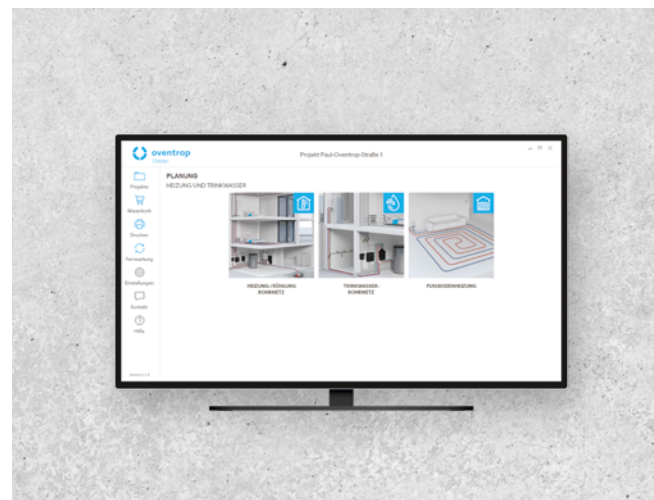 oventrop
Projekt Paul-Oventrop-Straße 1
Projekte
Warenkorb
Drucken
Fernwartung
Einstellungen
Kontakt
Hilfe
PLANUNG
HEIZUNG UND TRINKWASSER
HEIZUNG-/KÜHLUNG
ROHRNETZ
TRINKWASSER-
ROHRNETZ
FUSSBODENHEIZUNG